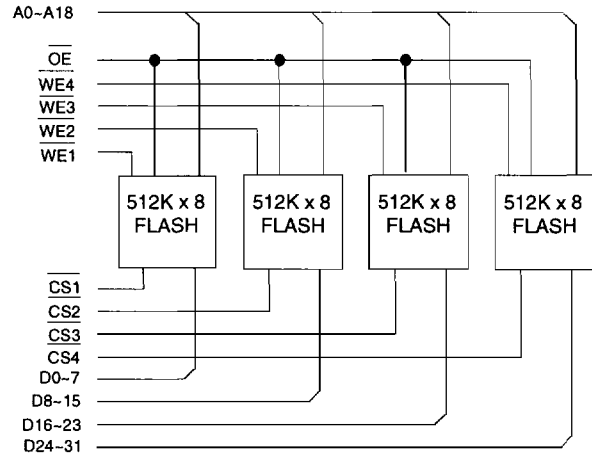 A0~A18
OE
WE4
WE3
WE2
WE1
512K x 8
FLASH
512K x 8
FLASH
512K x 8
FLASH
512K x 8
FLASH
CS1
CS2
CS3
CS4
D0~7
D8~15
D16~23
D24~31